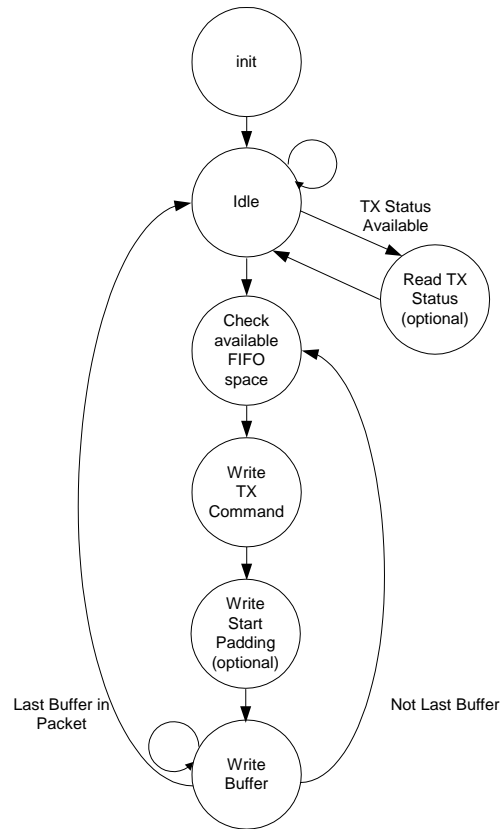 init
Idle
TX Status
Available
Read TX
Status
(optional)
Check
available
FIFO
space
Write
TX
Command
Write
Start
Padding
(optional)
Last Buffer in
Packet
Not Last Buffer
Write
Buffer